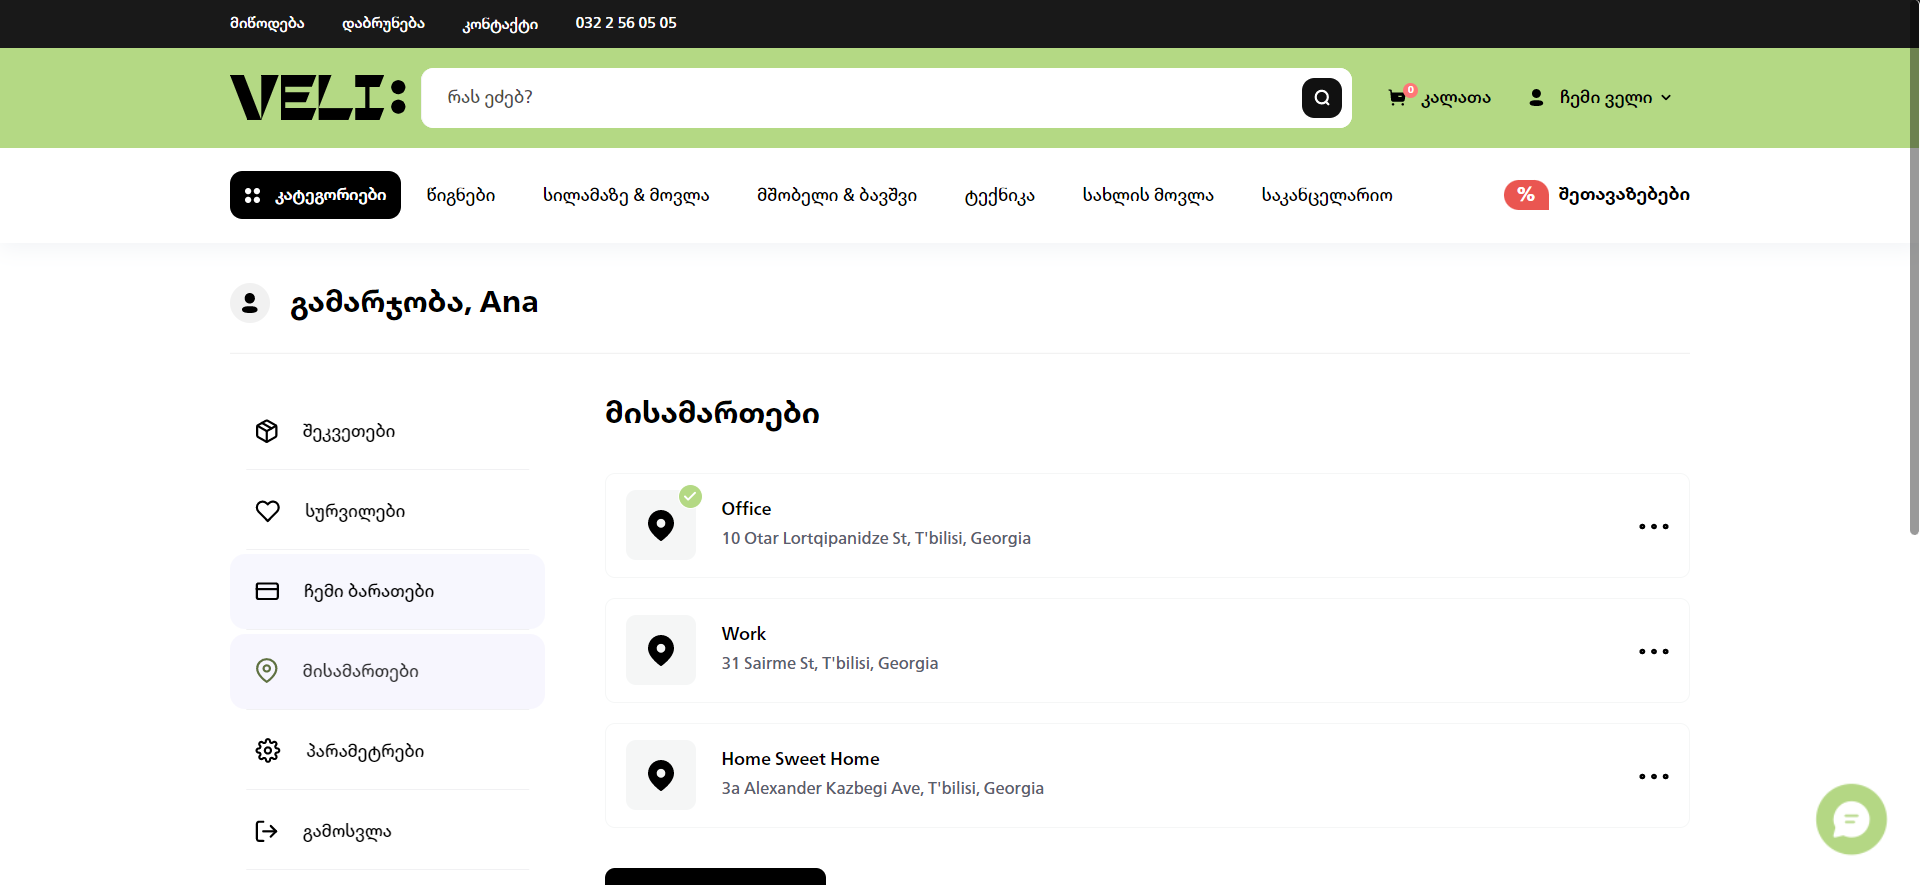 მიწოდება დაბრუნება კონტაქტი 032 2 56 05 05
VELI:
რას ეძებ?
0 კალათა
ჩემი ველი
კატეგორიები წიგნები სილამაზე & მოვლა მშობელი & ბავშვი ტექნიკა სახლის მოვლა საკანცელარიო % შეთავაზებები
გამარჯობა, Ana
შეკვეთები
სურვილები
ჩემი ბარათები
მისამართები
პარამეტრები
გამოსვლა
მისამართები
Office
10 Otar Lortqipanidze St, T'bilisi, Georgia
Work
31 Sairme St, T'bilisi, Georgia
Home Sweet Home
3a Alexander Kazbegi Ave, T'bilisi, Georgia